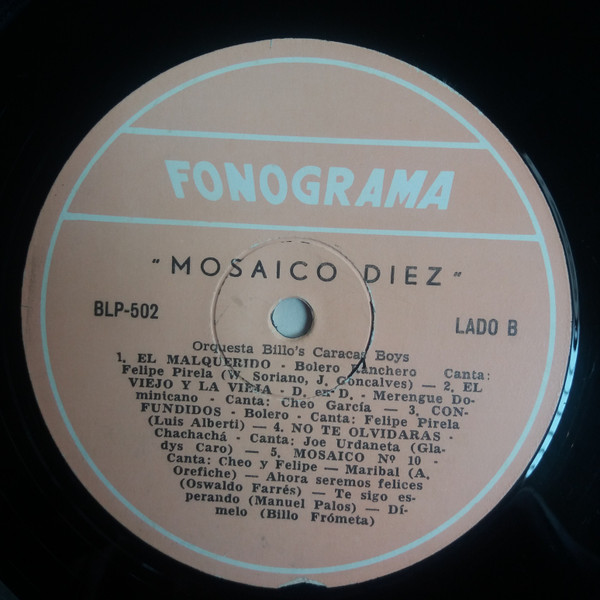 FONOGRAMA
"MOSAICO DIEZ"
BLP-502
LADO B
Orquesta Billo's Caracas Boys
1. EL MALQUERIDO - Bolero Ranchero Canta:
Felipe Pirela (W. Soriano, J. Goncalves) — 2. EL
VIEJO Y LA VIEJA - D. en D. - Merengue Do-
minicano - Canta: Cheo García — 3. CON-
FUNDIDOS - Bolero - Canta: Felipe Pirela
(Luis Alberti) — 4. NO TE OLVIDARAS -
Chachachá - Canta: Joe Urdaneta (Gla-
dys Caro) — 5. MOSAICO Nº 10 -
Canta: Cheo y Felipe — Maribal (A.
Orefiche) — Ahora seremos felices
(Oswaldo Farrés) — Te sigo es-
perando (Manuel Palos) — Dí-
melo (Billo Frómeta)